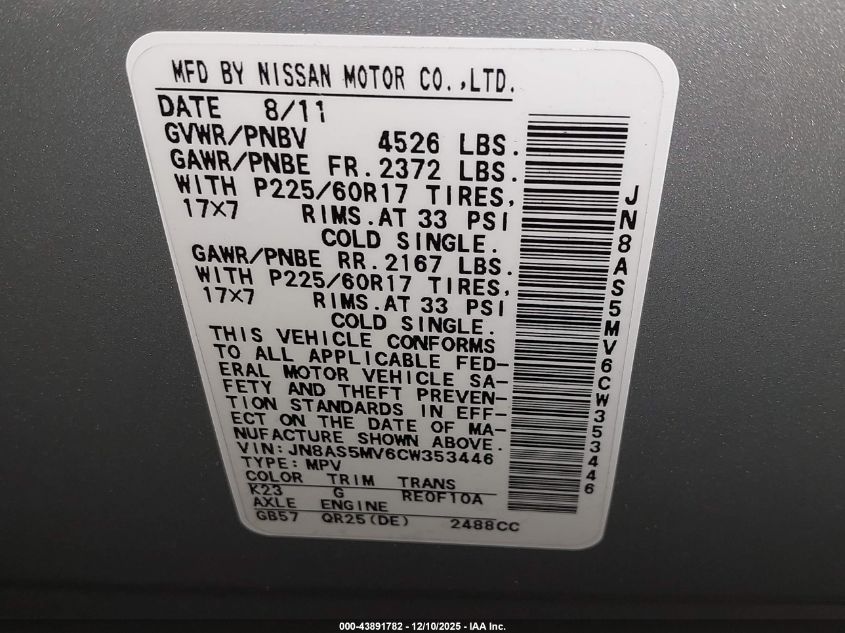 MFD BY NISSAN MOTOR CO.,LTD.
DATE 8/11
GVWR/PNBV 4526 LBS.
GAWR/PNBE FR.2372 LBS.
WITH P225/60R17 TIRES,
17×7 RIMS.AT 33 PSI
COLD SINGLE.
GAWR/PNBE RR.2167 LBS.
WITH P225/60R17 TIRES,
17×7 RIMS.AT 33 PSI
COLD SINGLE.
THIS VEHICLE CONFORMS
TO ALL APPLICABLE FED-
ERAL MOTOR VEHICLE SA-
FETY AND THEFT PREVEN-
TION STANDARDS IN EFF-
ECT ON THE DATE OF MA-
NUFACTURE SHOWN ABOVE.
VIN: JN8AS5MV6CW353446
TYPE: MPV
COLOR TRIM TRANS
K23 G RE0F10A
AXLE ENGINE
GB57 QR25(DE) 2488CC
JN8AS5MV6CW353446
000-43891782 - 12/10/2025 - IAA Inc.